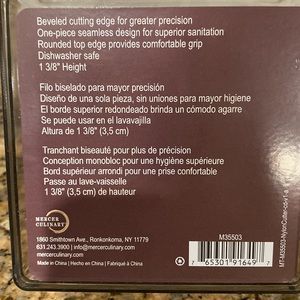 Beveled cutting edge for greater precision
One-piece seamless design for superior sanitation
Rounded top edge provides comfortable grip
Dishwasher safe
1 3/8" Height
Filo biselado para mayor precisión
Diseño de una sola pieza, sin uniones para mayor higiene
El borde superior redondeado brinda un cómodo agarre
Se puede usar en el lavavajilla
Altura de 1 3/8" (3,5 cm)
Tranchant biseauté pour plus de précision
Conception monobloc pour une hygiène supérieure
Bord supérieur arrondi pour une prise confortable
Passe au lave-vaisselle
1 3/8" (3,5 cm) de hauteur
MERCER
CULINARY
1860 Smithtown Ave., Ronkonkoma, NY 11779
631.243.3900 | info@mercerculinary.com
mercerculinary.com
Made in China | Hecho en China | Fabriqué à China
M35503
7 65301 91649 7